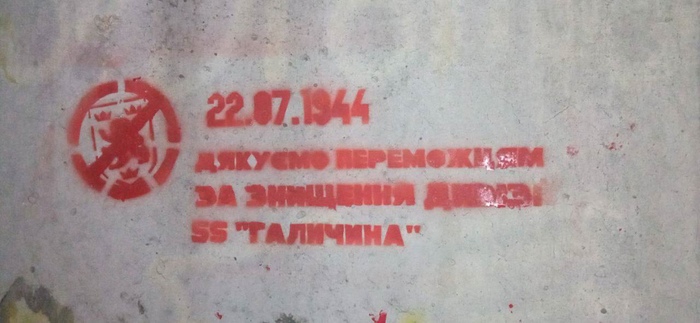 22.07.1944
ДЯКУЄМО ПЕРЕМОЖЦЯМ
ЗА ЗНИЩЕННЯ
SS "ГАЛИЧИНА"